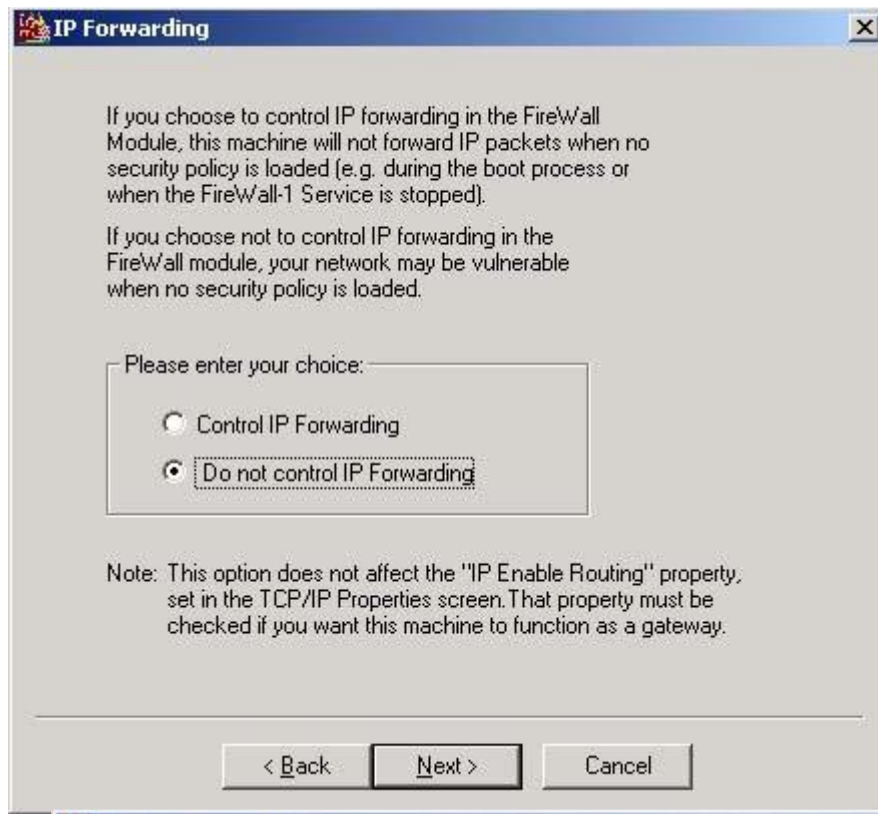 IP Forwarding
If you choose to control IP forwarding in the FireWall
Module, this machine will not forward IP packets when no
security policy is loaded (e.g. during the boot process or
when the FireWall-1 Service is stopped).
If you choose not to control IP forwarding in the
FireWall module, your network may be vulnerable
when no security policy is loaded.
Please enter your choice:
Control IP Forwarding
Do not control IP Forwarding
Note: This option does not affect the "IP Enable Routing" property,
set in the TCP/IP Properties screen.That property must be
checked if you want this machine to function as a gateway.
< Back Next > Cancel